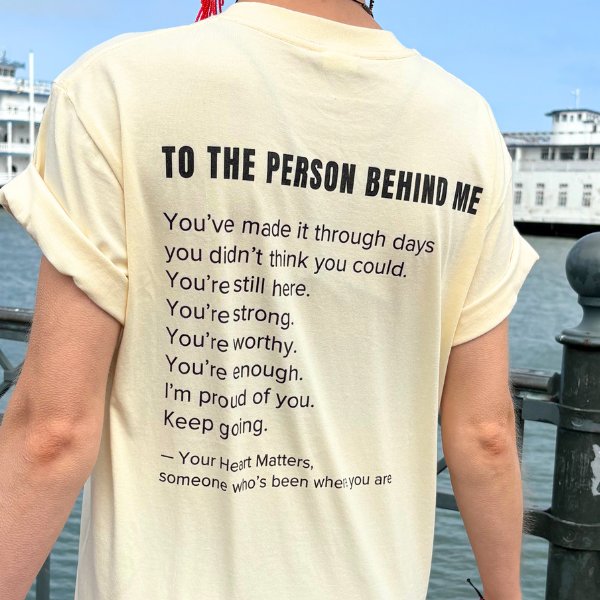 TO THE PERSON BEHIND ME
You've made it through days
you didn't think you could.
You're still here.
You're strong.
You're worthy.
You're enough.
I'm proud of you.
Keep going.
— Your Heart Matters,
someone who's been where you are